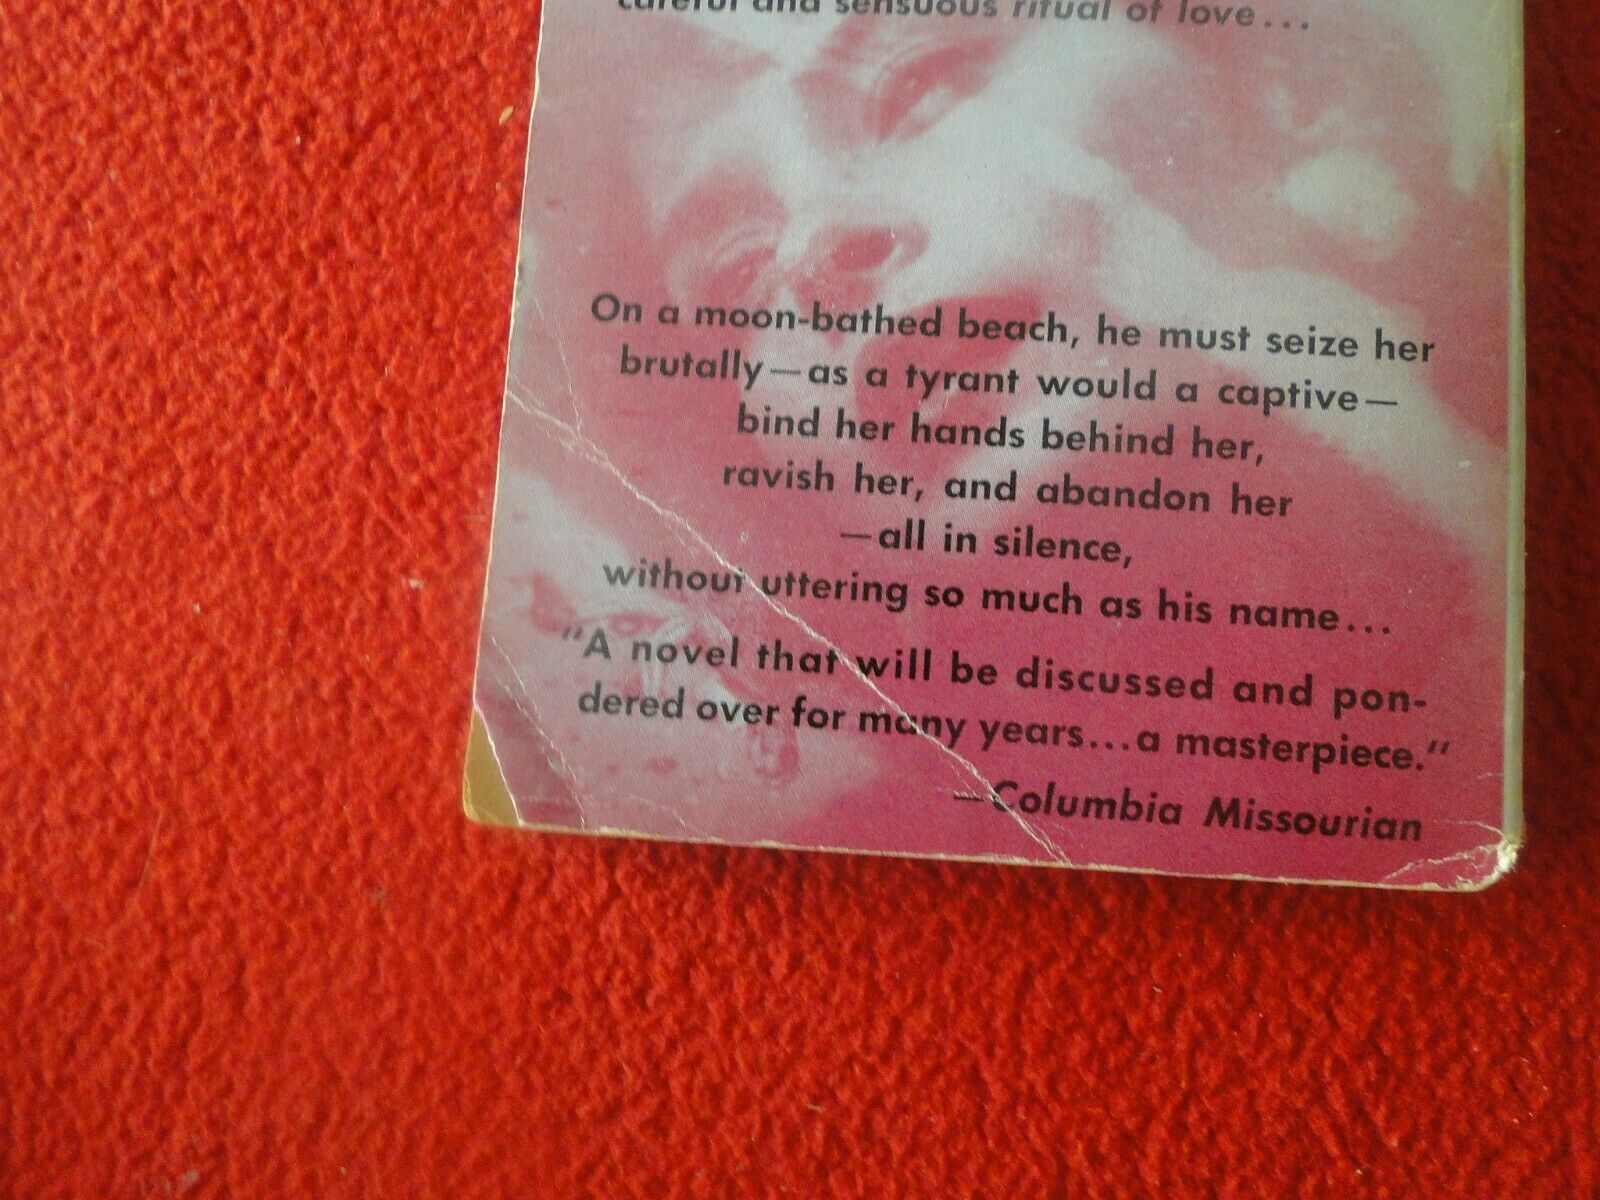 careful and sensuous ritual of love...
On a moon-bathed beach, he must seize her
brutally—as a tyrant would a captive—
bind her hands behind her,
ravish her, and abandon her
—all in silence,
without uttering so much as his name...
"A novel that will be discussed and pon-
dered over for many years...a masterpiece."
—Columbia Missourian